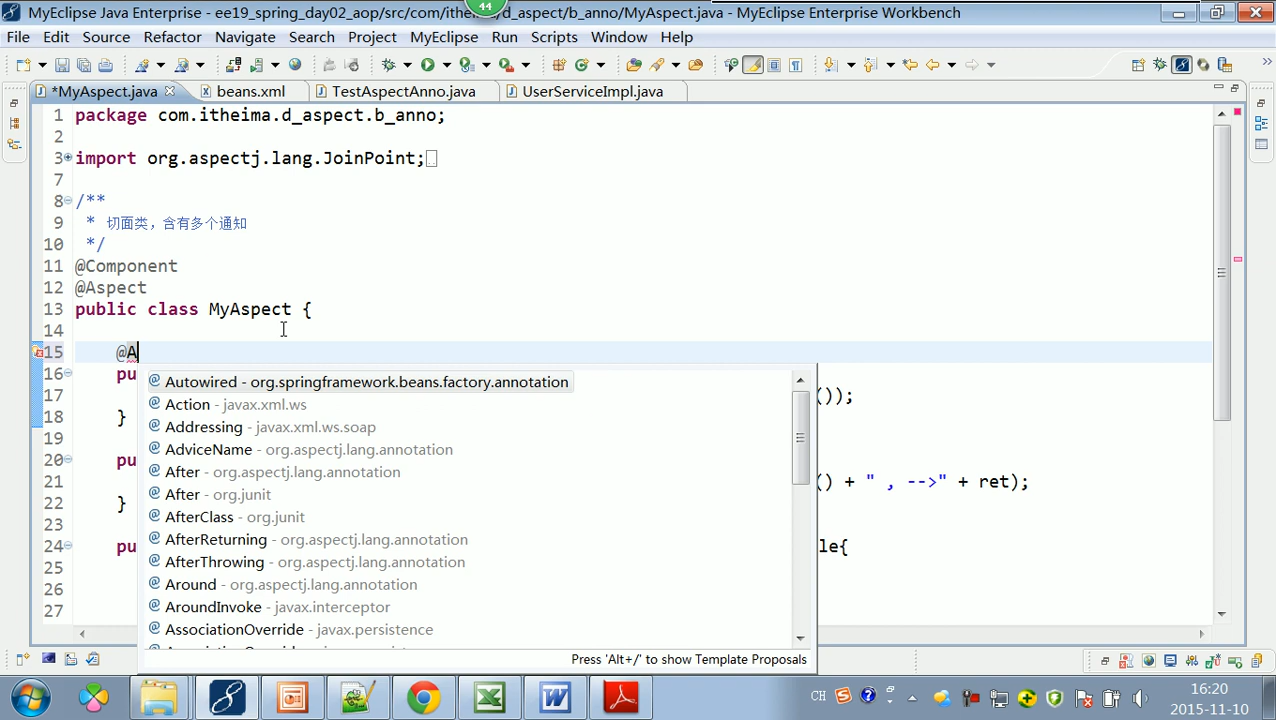 MyEclipse Java Enterprise - ee19_spring_day02_aop/src/com/itheima/d_aspect/b_anno/MyAspect.java - MyEclipse Enterprise Workbench
44
File Edit Source Refactor Navigate Search Project MyEclipse Run Scripts Window Help
*MyAspect.java beans.xml TestAspectAnno.java UserServiceImpl.java
1 package com.itheima.d_aspect.b_anno;
2
3 import org.aspectj.lang.JoinPoint;
7
8 /**
9 * 切面类，含有多个通知
10 */
11 @Component
12 @Aspect
13 public class MyAspect {
14
15 @A
16 pu
17 ());
18 }
19
20 pu
21 () + " , -->" + ret);
22 }
23
24 pu le{
25
26
27
Autowired - org.springframework.beans.factory.annotation
Action - javax.xml.ws
Addressing - javax.xml.ws.soap
AdviceName - org.aspectj.lang.annotation
After - org.aspectj.lang.annotation
After - org.junit
AfterClass - org.junit
AfterReturning - org.aspectj.lang.annotation
AfterThrowing - org.aspectj.lang.annotation
Around - org.aspectj.lang.annotation
AroundInvoke - javax.interceptor
AssociationOverride - javax.persistence
Press 'Alt+/' to show Template Proposals
CH
16:20
2015-11-10